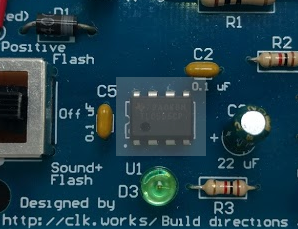 ed)
D1
R1
Positive
Flash
C2
R2
0.1 uF
C5
Off
0.1 uF
+
22 uF
Sound+
Flash
U1
D3
R3
Designed by
http://clk.works/Build directions